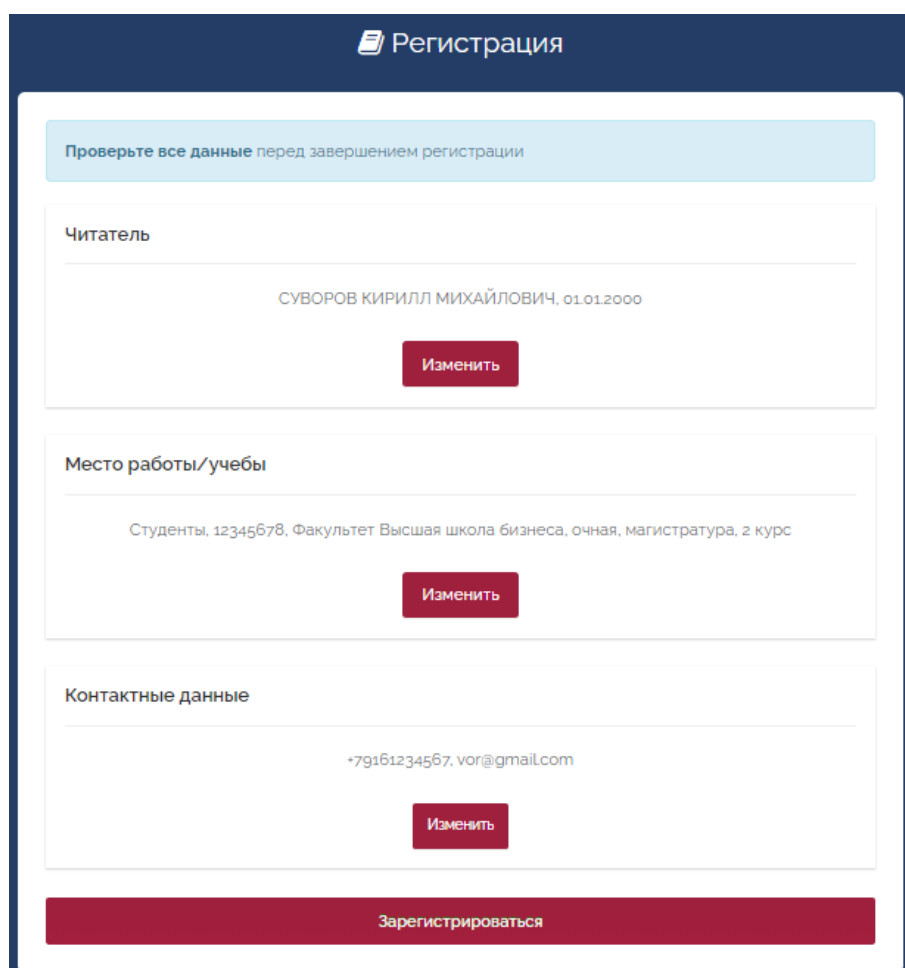 Регистрация
Проверьте все данные перед завершением регистрации
Читатель
СУВОРОВ КИРИЛЛ МИХАЙЛОВИЧ, 01.01.2000
Изменить
Место работы/учебы
Студенты, 12345678, Факультет Высшая школа бизнеса, очная, магистратура, 2 курс
Изменить
Контактные данные
+79161234567, vor@gmail.com
Изменить
Зарегистрироваться